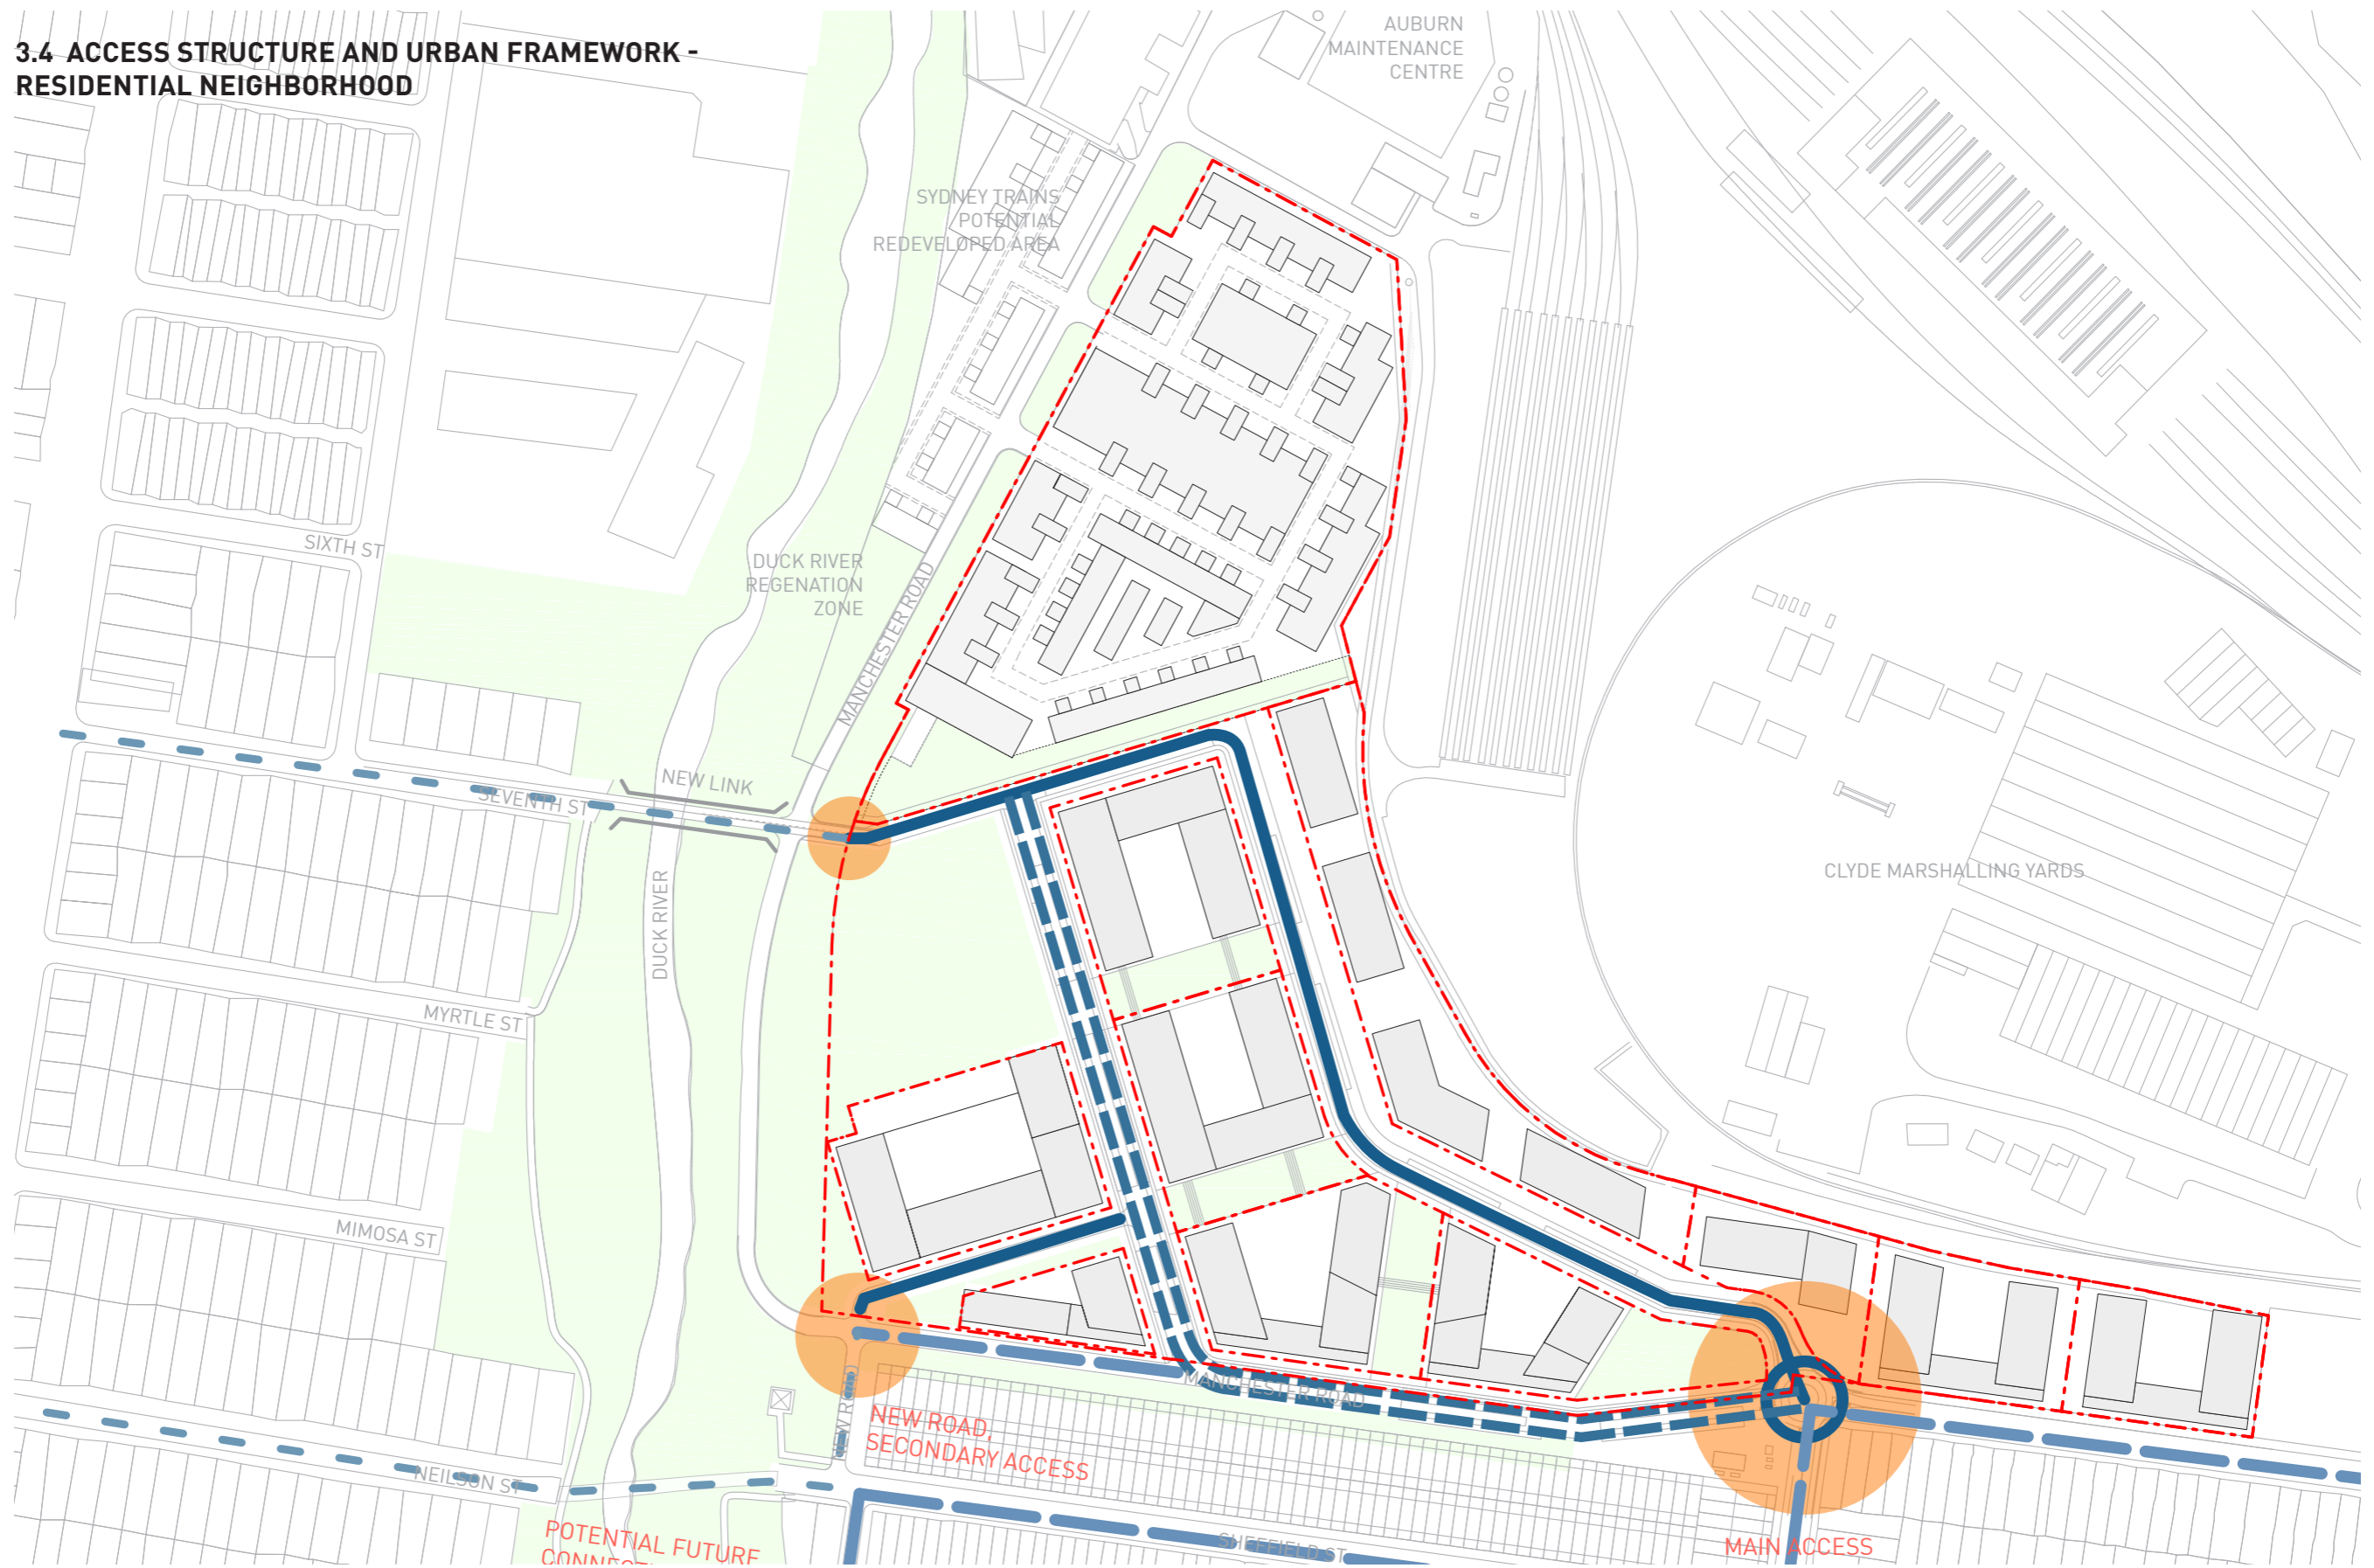 3.4 ACCESS STRUCTURE AND URBAN FRAMEWORK -
RESIDENTIAL NEIGHBORHOOD
AUBURN
MAINTENANCE
CENTRE
SYDNEY TRAINS
POTENTIAL
REDEVELOPED AREA
SIXTH ST
DUCK RIVER
REGENATION
ZONE
MANCHESTER ROAD
NEW LINK
SEVENTH ST
DUCK RIVER
CLYDE MARSHALLING YARDS
MYRTLE ST
MIMOSA ST
MANCHESTER ROAD
NEW ROAD
NEW ROAD,
SECONDARY ACCESS
NEILSON ST
POTENTIAL FUTURE
SHEFFIELD ST
MAIN ACCESS